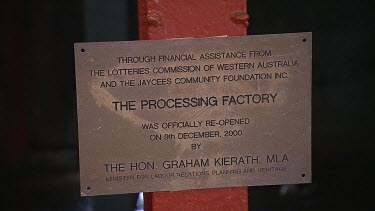 THROUGH FINANCIAL ASSISTANCE FROM
THE LOTTERIES COMMISSION OF WESTERN AUSTRALIA
AND THE JAYCEES COMMUNITY FOUNDATION INC.
THE PROCESSING FACTORY
WAS OFFICIALLY RE-OPENED
ON 9th DECEMBER, 2000
BY
THE HON. GRAHAM KIERATH, MLA
MINISTER FOR LABOUR RELATIONS, PLANNING AND HERITAGE